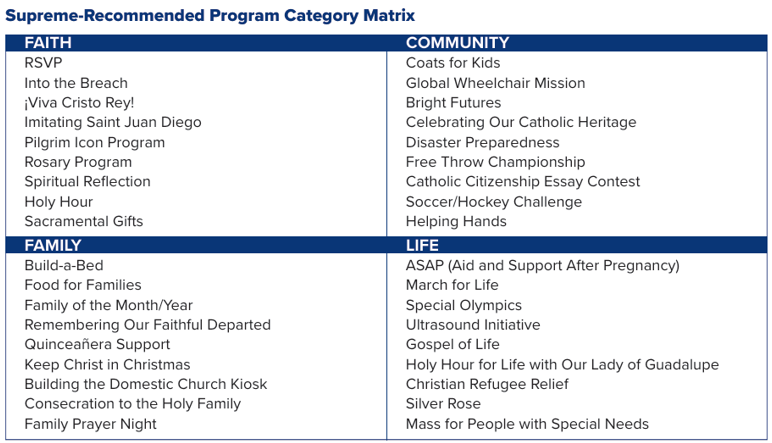 Supreme-Recommended Program Category Matrix
FAITH
RSVP
Into the Breach
¡Viva Cristo Rey!
Imitating Saint Juan Diego
Pilgrim Icon Program
Rosary Program
Spiritual Reflection
Holy Hour
Sacramental Gifts
COMMUNITY
Coats for Kids
Global Wheelchair Mission
Bright Futures
Celebrating Our Catholic Heritage
Disaster Preparedness
Free Throw Championship
Catholic Citizenship Essay Contest
Soccer/Hockey Challenge
Helping Hands
FAMILY
Build-a-Bed
Food for Families
Family of the Month/Year
Remembering Our Faithful Departed
Quinceañera Support
Keep Christ in Christmas
Building the Domestic Church Kiosk
Consecration to the Holy Family
Family Prayer Night
LIFE
ASAP (Aid and Support After Pregnancy)
March for Life
Special Olympics
Ultrasound Initiative
Gospel of Life
Holy Hour for Life with Our Lady of Guadalupe
Christian Refugee Relief
Silver Rose
Mass for People with Special Needs